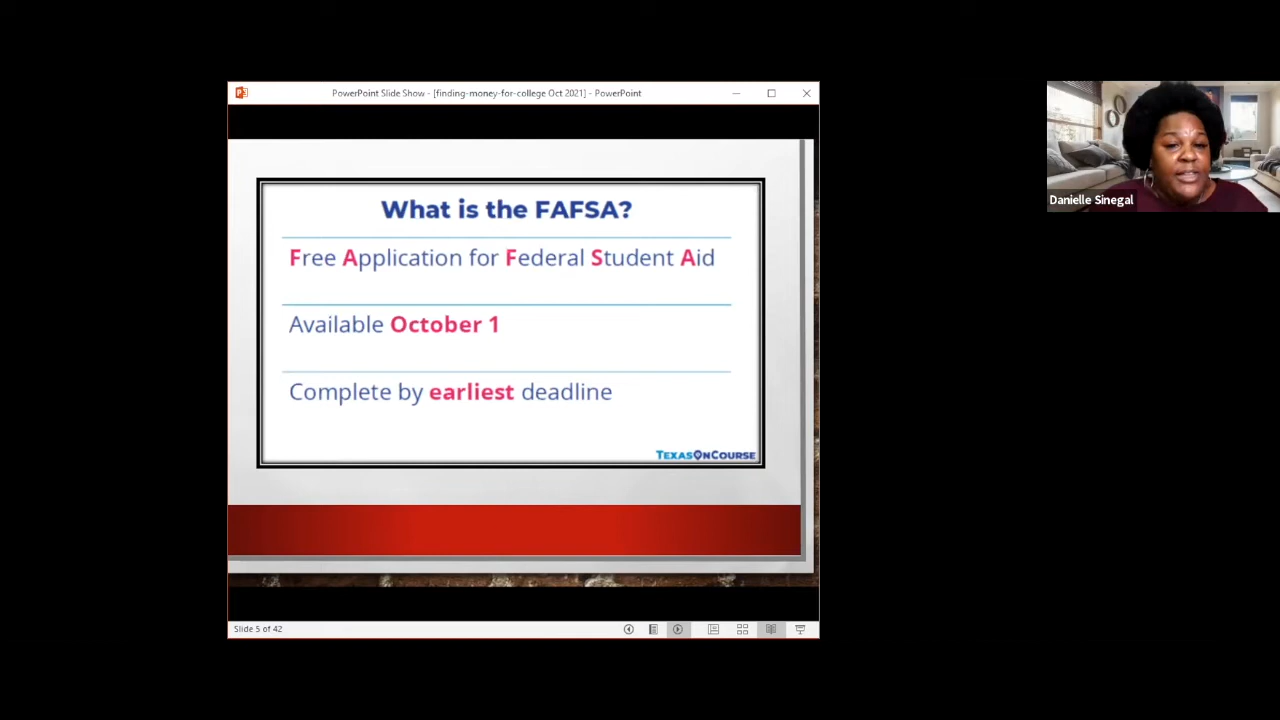 PowerPoint Slide Show - [finding-money-for-college Oct 2021] - PowerPoint
What is the FAFSA?
Free Application for Federal Student Aid
Available October 1
Complete by earliest deadline
TEXASONCOURSE
Slide 5 of 42
Danielle Sinegal